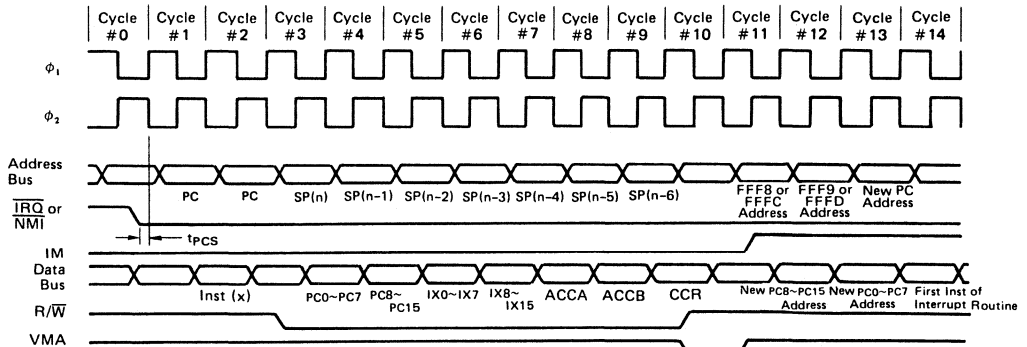 Cycle #0 Cycle #1 Cycle #2 Cycle #3 Cycle #4 Cycle #5 Cycle #6 Cycle #7 Cycle #8 Cycle #9 Cycle #10 Cycle #11 Cycle #12 Cycle #13 Cycle #14
ϕ₁
ϕ₂
Address Bus
PC PC SP(n) SP(n-1) SP(n-2) SP(n-3) SP(n-4) SP(n-5) SP(n-6) FFF8 or FFFC Address FFF9 or FFFD Address New PC Address
I̅R̅Q̅ or N̅M̅I̅
tPCS
IM
Data Bus
Inst (x) PC0~PC7 PC8~PC15 IX0~IX7 IX8~IX15 ACCA ACCB CCR New PC8~PC15 Address New PC0~PC7 Address First Inst of Interrupt Routine
R/W̅
VMA